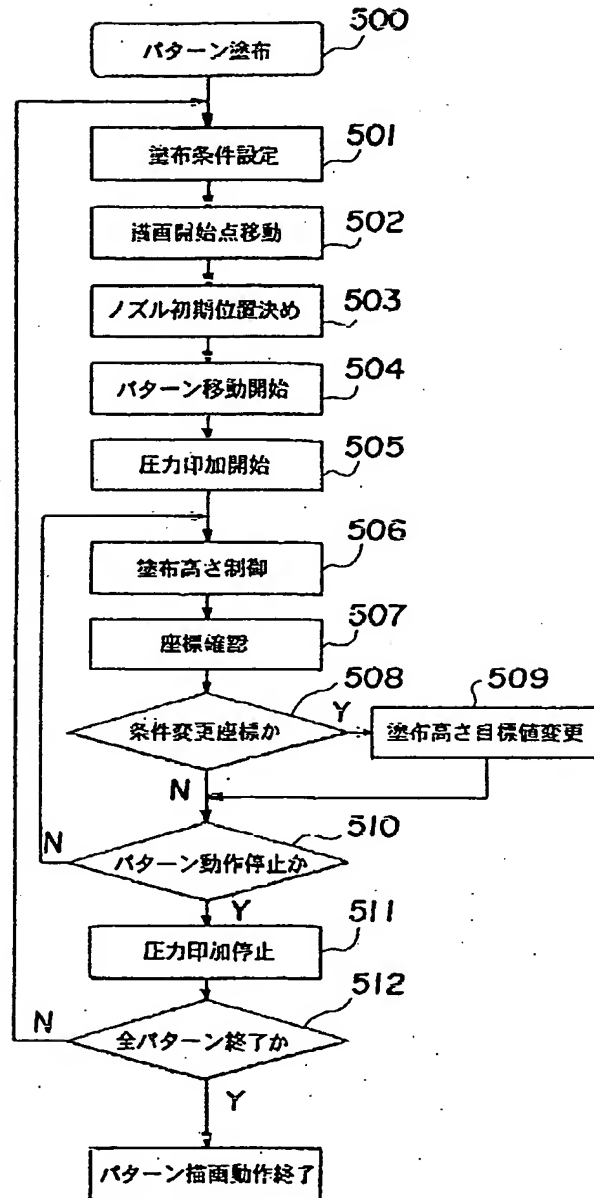 パターン塗布
500
塗布条件設定
501
描画開始点移動
502
ノズル初期位置決め
503
パターン移動開始
504
圧力印加開始
505
塗布高さ制御
506
座標確認
507
条件変更座標か
508
Y
塗布高さ目標値変更
509
N
パターン動作停止か
510
N
Y
圧力印加停止
511
全パターン終了か
512
N
Y
パターン描画動作終了